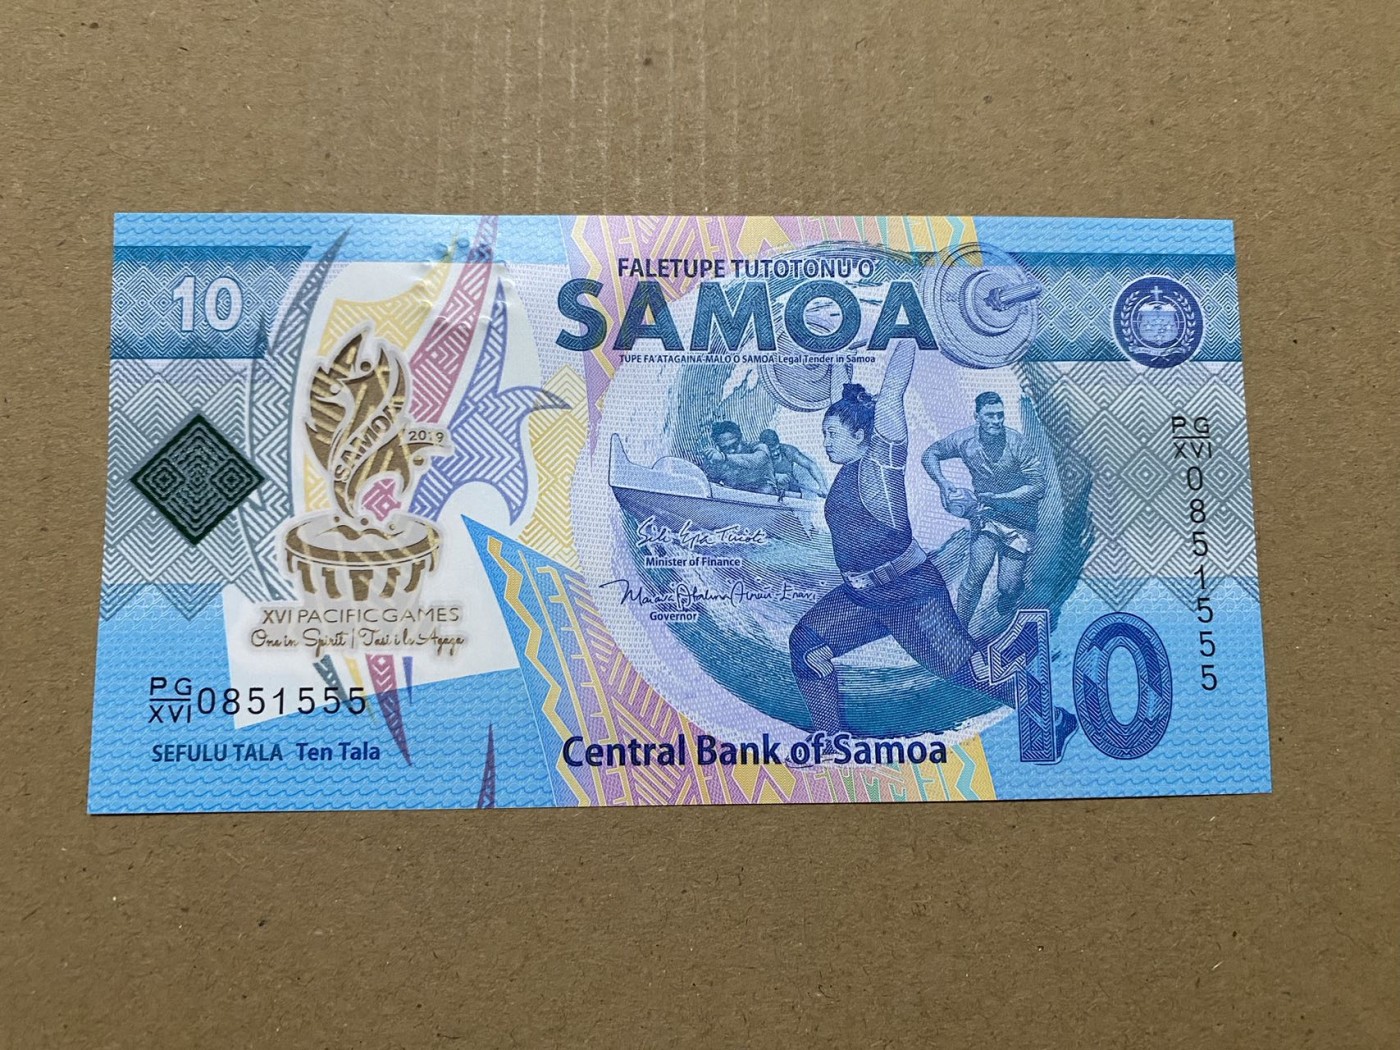 10
FALETUPE TUTOTONU O
SAMOA
TUPE FA'ATAGAINA-MALO O SAMOA-Legal Tender in Samoa
SAMOA
2019
XVI PACIFIC GAMES
One in Spirit | Tasi i le Agaga
Minister of Finance
Governor
PG
XVI
0851555
PG
XVI 0851555
SEFULU TALA Ten Tala
Central Bank of Samoa
10